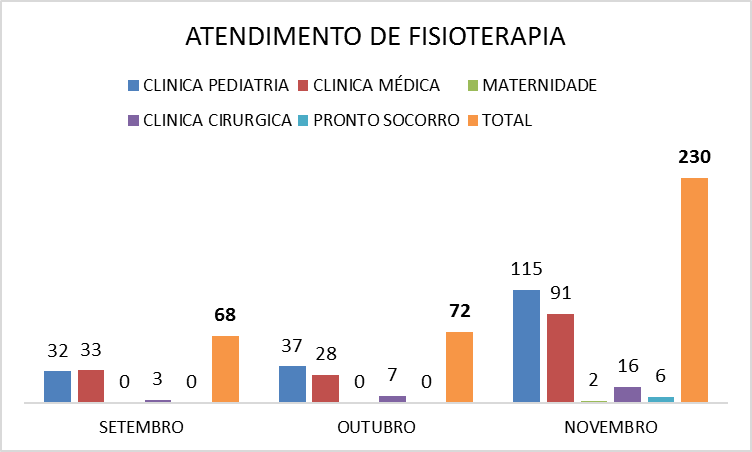 ATENDIMENTO DE FISIOTERAPIA
CLINICA PEDIATRIA CLINICA MÉDICA MATERNIDADE
CLINICA CIRURGICA PRONTO SOCORRO TOTAL
32 33 0 3 0 68
37 28 0 7 0 72
115 91 2 16 6 230
SETEMBRO OUTUBRO NOVEMBRO